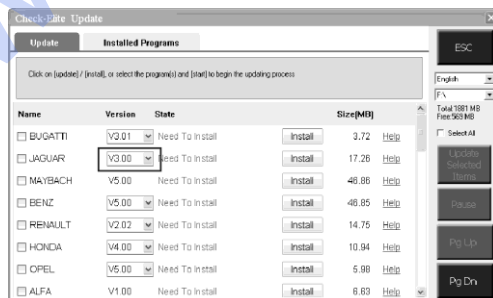 Check-Elite Update
Update Installed Programs
ESC
Click on [update] / [install], or select the program(s) and [start] to begin the updating process
English
F:\
Total:1881 MB
Free:569 MB
Select All
Name Version State Size(MB)
BUGATTI V3.01 Need To Install Install 3.72 Help
JAGUAR V3.00 Need To Install Install 17.26 Help
Update
Selected
Items
MAYBACH V5.00 Need To Install Install 46.86 Help
BENZ V5.00 Need To Install Install 46.85 Help
Pause
RENAULT V2.02 Need To Install Install 14.75 Help
HONDA V4.00 Need To Install Install 10.94 Help
Pg Up
OPEL V5.00 Need To Install Install 5.98 Help
ALFA V1.00 Need To Install Install 6.63 Help
Pg Dn